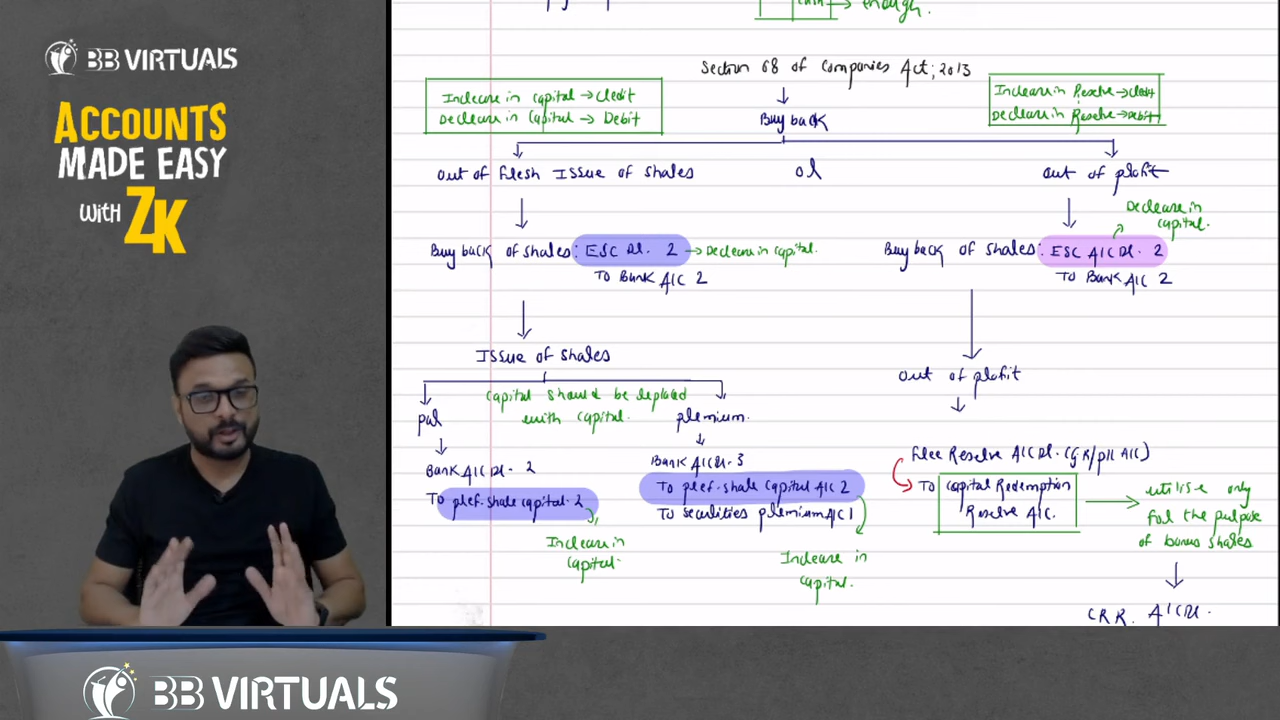 BB VIRTUALS
ACCOUNTS
MADE EASY
WITH ZK
enough.
Section 68 of Companies Act, 2013
Increase in capital → Credit
Decrease in Capital → Debit
Increase in Reserve → Credit
Decrease in Reserve → Debit
Buy back
Out of fresh Issue of shares
or
out of profit
Decrease in
capital.
Buy back of shares: ESC Dr. 2 → Decrease in capital.
To Bank A/C 2
Buy back of shares: ESC A/C Dr. 2
To Bank A/C 2
Issue of shares
Out of profit
Capital should be replaced
with capital.
par
premium.
Bank A/C Dr. 2
To pref. share capital. 2
Increase in
capital.
Bank A/C Dr. 3
To pref. share Capital A/C 2
To securities premium A/C 1
Increase in
capital.
Free Reserve A/C Dr. (GR/P/L A/C)
To Capital Redemption
Reserve A/C.
utilise only
for the purpose
of bonus shares
CRR. A/C Dr.
BB VIRTUALS